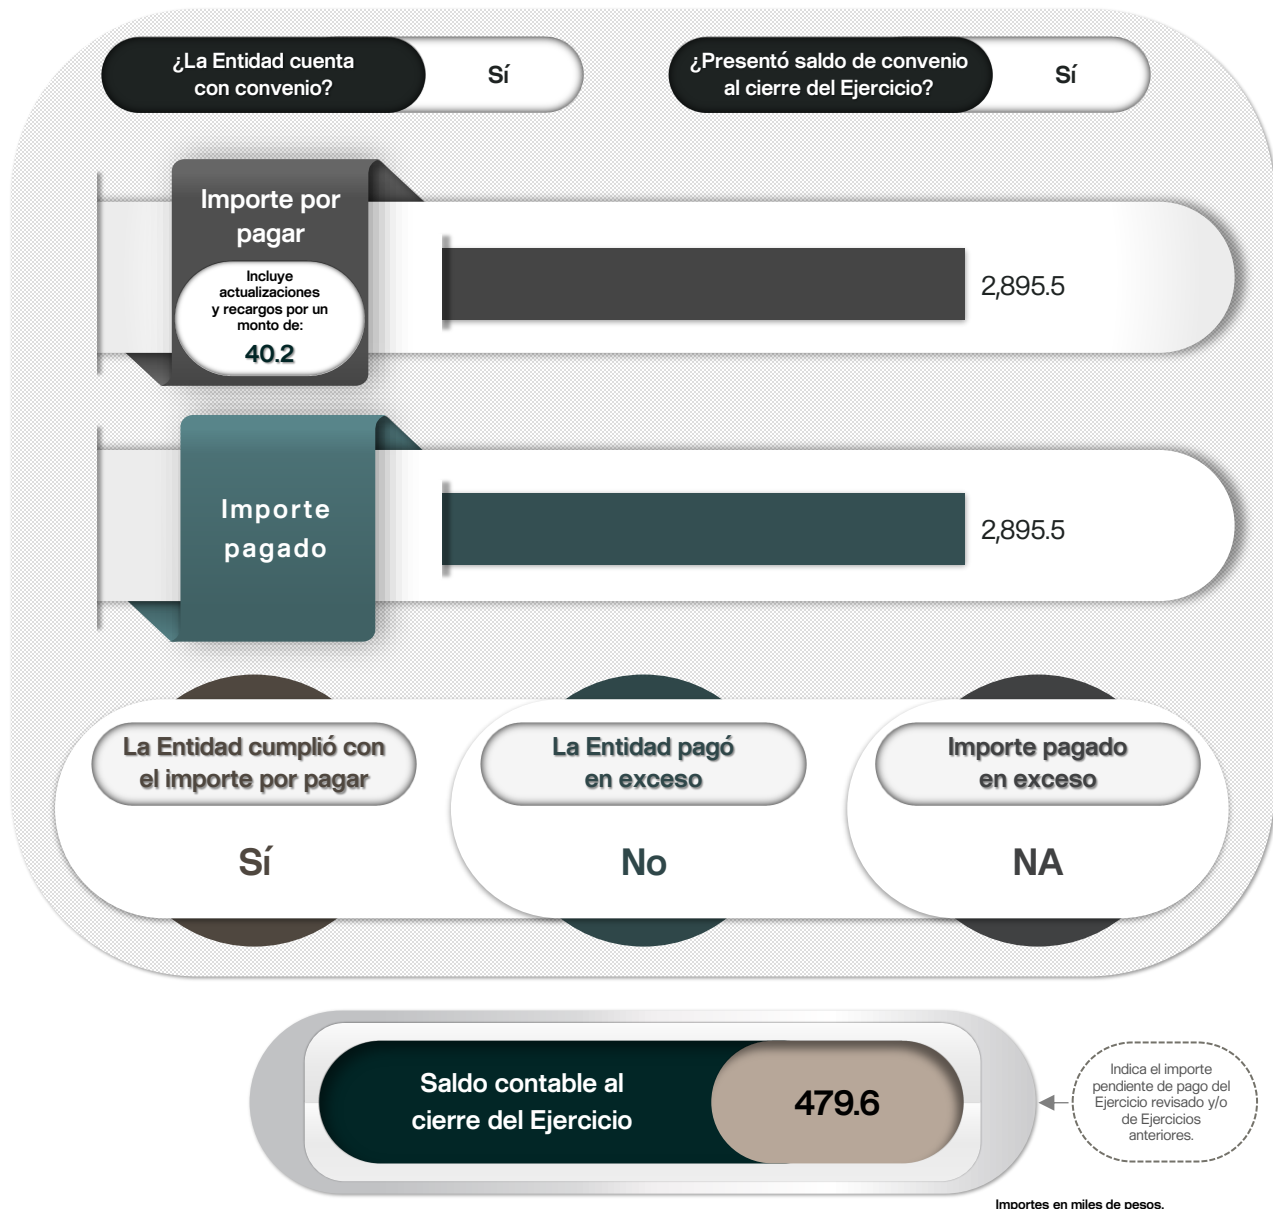 ¿La Entidad cuenta
con convenio?
Sí
¿Presentó saldo de convenio
al cierre del Ejercicio?
Sí
Importe por
pagar
Incluye
actualizaciones
y recargos por un
monto de:
40.2
2,895.5
Importe
pagado
2,895.5
La Entidad cumplió con
el importe por pagar
Sí
La Entidad pagó
en exceso
No
Importe pagado
en exceso
NA
Saldo contable al
cierre del Ejercicio
479.6
Indica el importe
pendiente de pago del
Ejercicio revisado y/o
de Ejercicios
anteriores.
Importes en miles de pesos.